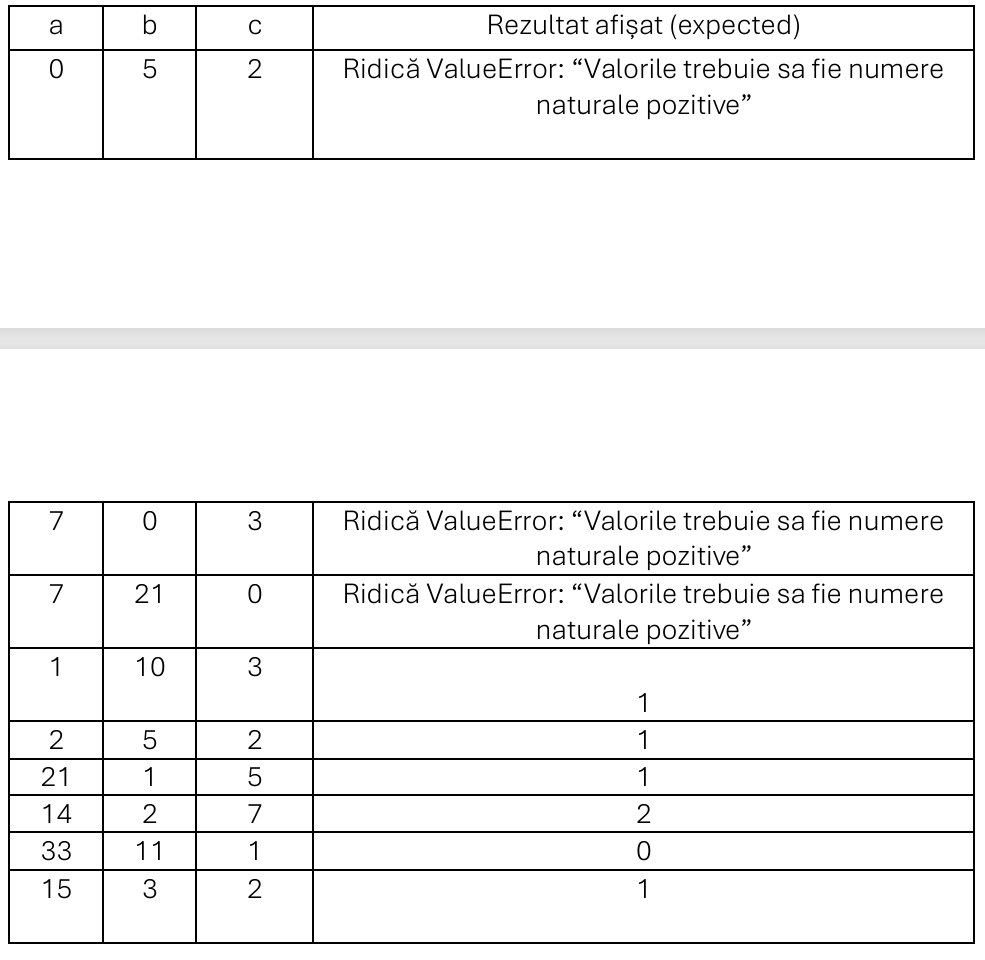 a b c Rezultat afișat (expected)
0 5 2 Ridică ValueError: “Valorile trebuie sa fie numere
naturale pozitive”
7 0 3 Ridică ValueError: “Valorile trebuie sa fie numere
naturale pozitive”
7 21 0 Ridică ValueError: “Valorile trebuie sa fie numere
naturale pozitive”
1 10 3
1
2 5 2 1
21 1 5 1
14 2 7 2
33 11 1 0
15 3 2 1